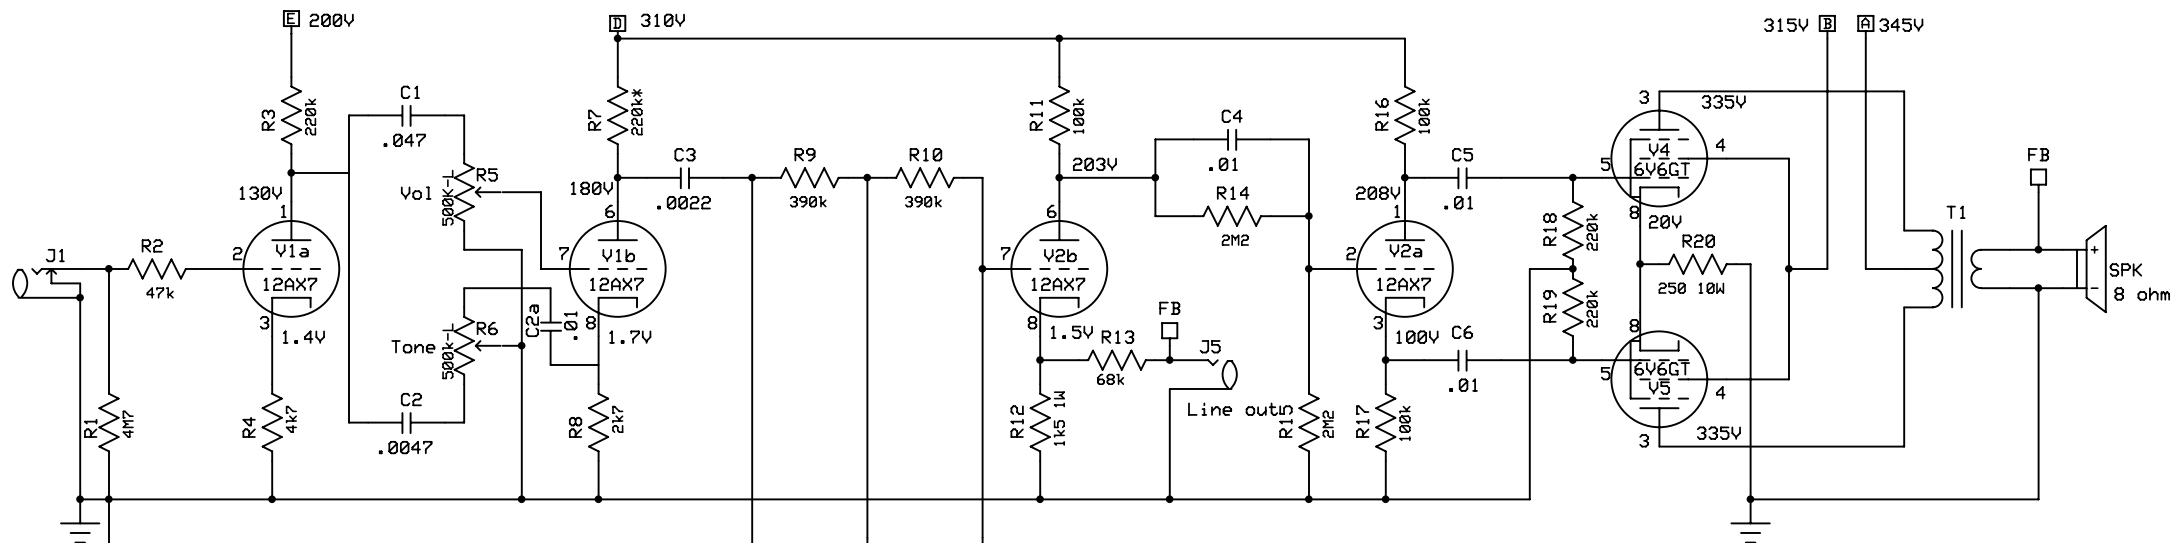 E 200V
D 310V
315V B
A 345V
R3
220k
C1
.047
R7
220k*
R11
100k
C4
.01
R16
100k
3
335V
130V
1
R5
Vol
500K-L
180V
6
C3
.0022
R9
390k
R10
390k
203V
R14
2M2
208V
1
C5
.01
V4
6V6GT
5
4
8
20V
FB
J1
R2
47k
2
V1a
12AX7
3
1.4V
7
V1b
12AX7
8
1.7V
R6
Tone
500k-L
C2a
.01
6
7
V2b
12AX7
8
1.5V
R13
68k
FB
J5
Line out
2
V2a
12AX7
3
100V
C6
.01
R18
220k
R19
220k
R20
250 10W
T1
+
-
SPK
8 ohm
8
6V6GT
V5
5
4
3
335V
R1
4M7
R4
4k7
C2
.0047
R8
2k7
R12
1k5 1W
R15
2M2
R17
100k